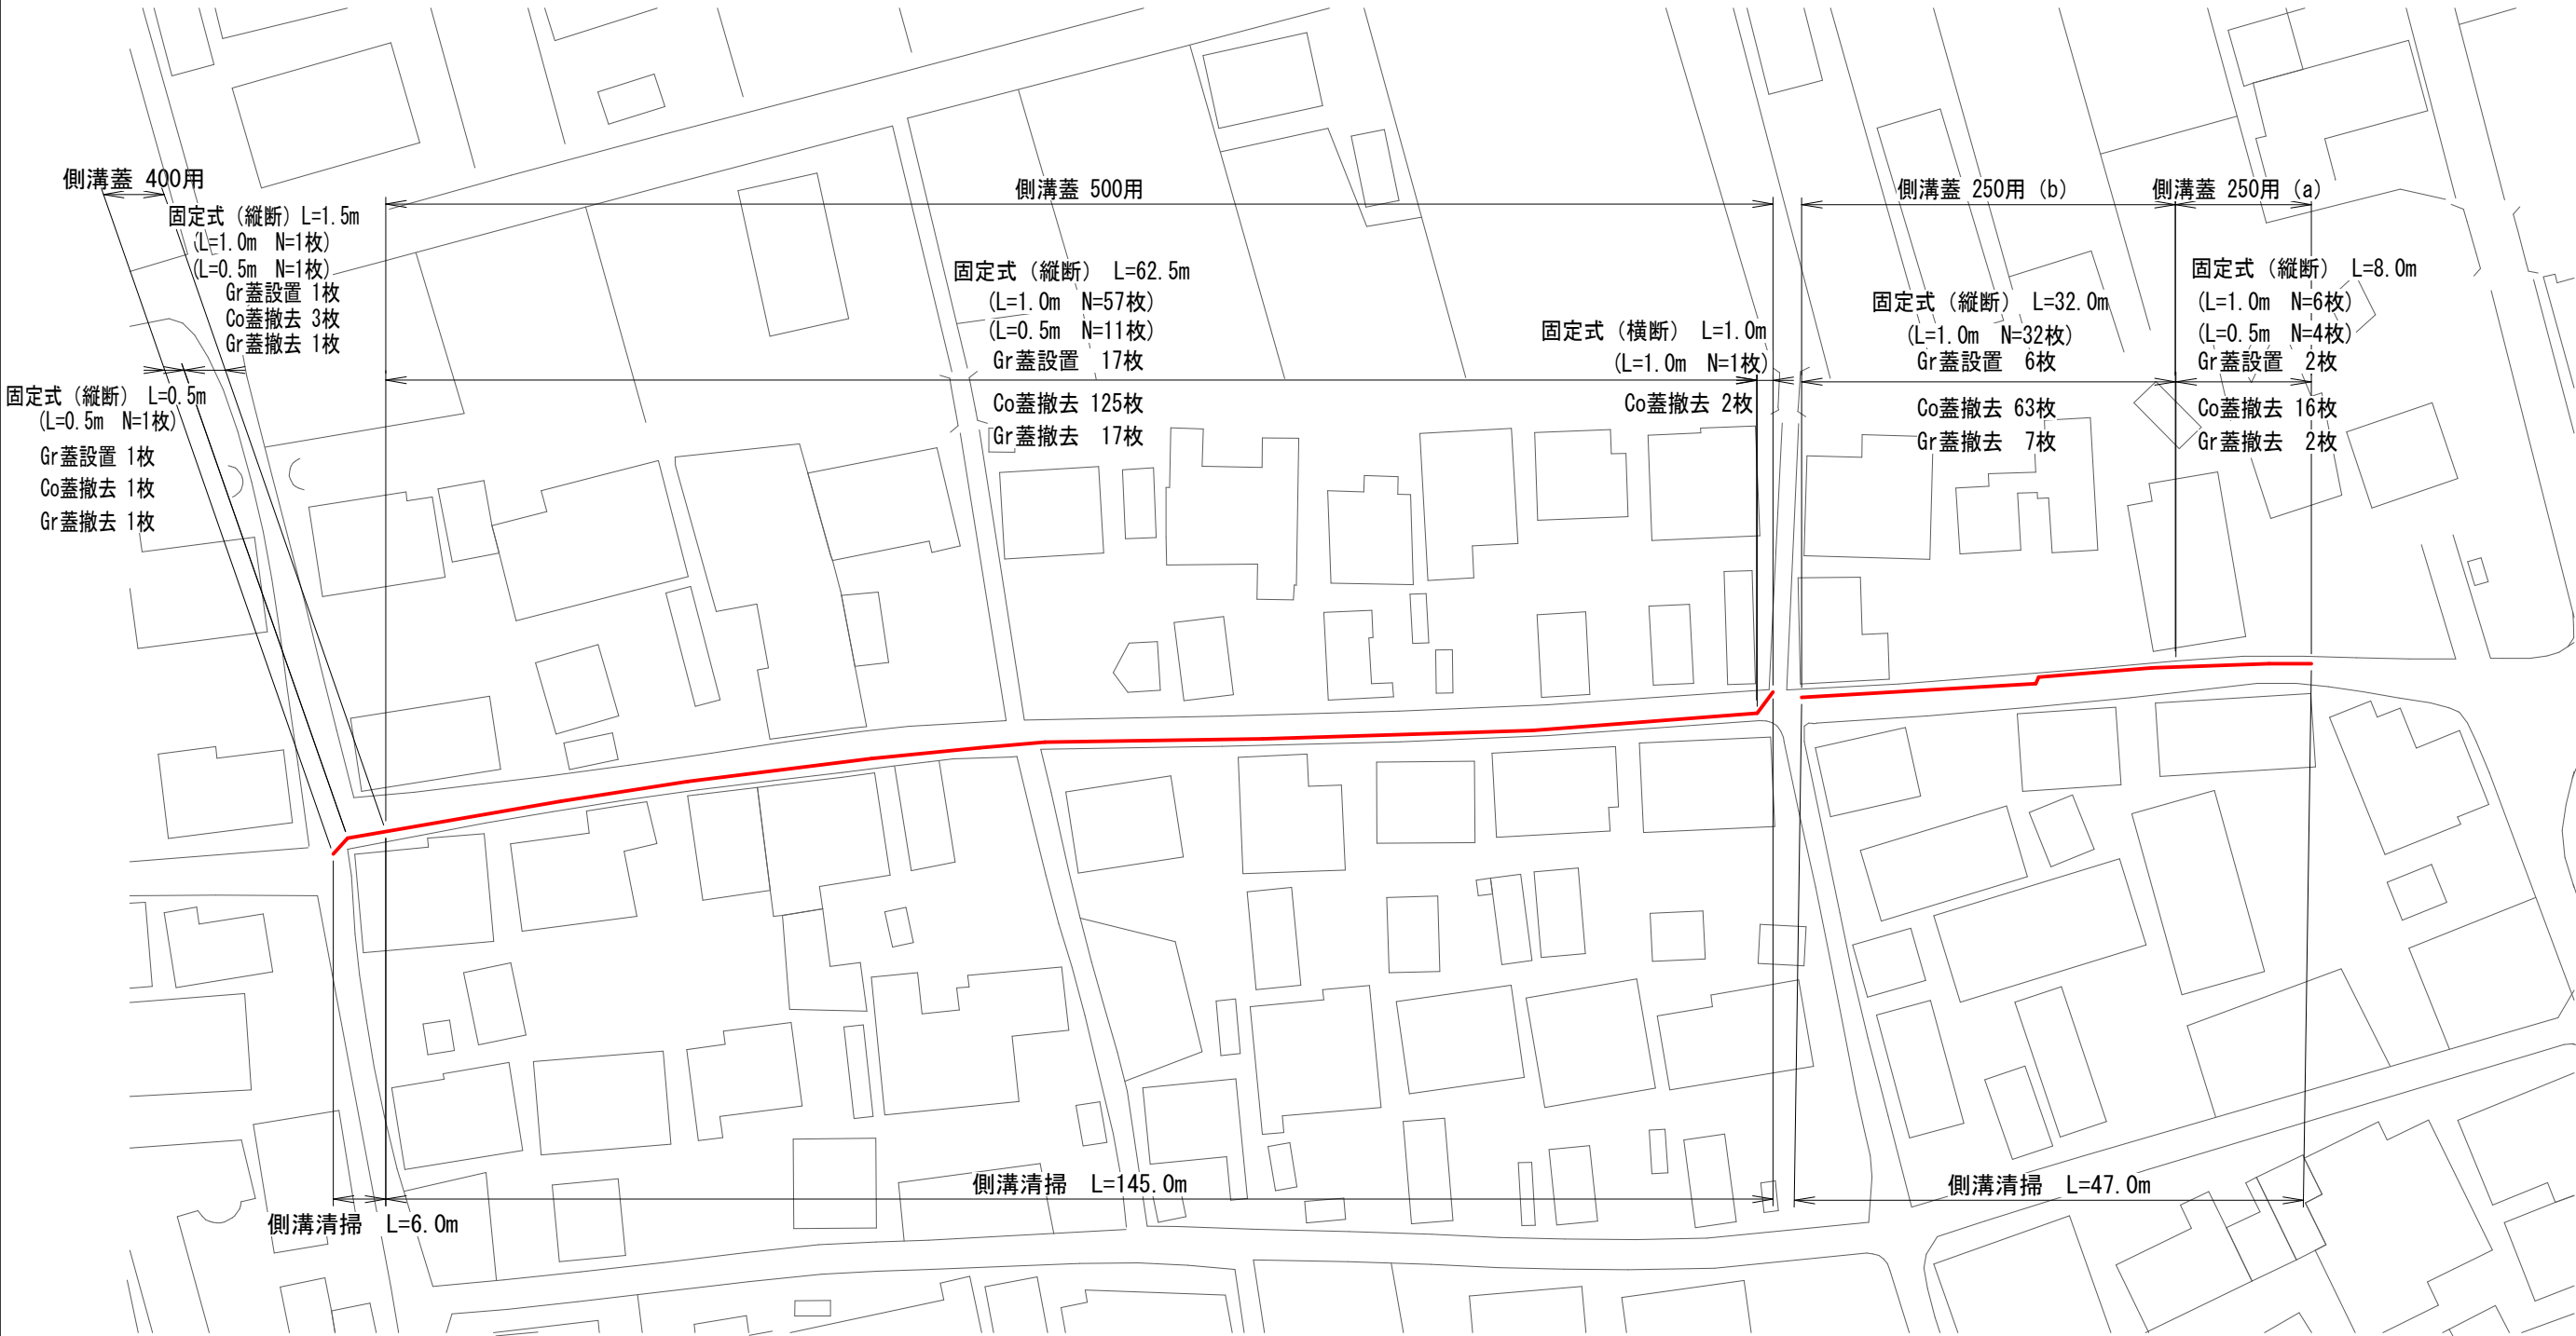 側溝蓋 400用
固定式（縦断）L=1.5m
(L=1.0m N=1枚)
(L=0.5m N=1枚)
Gr蓋設置 1枚
Co蓋撤去 3枚
Gr蓋撤去 1枚
固定式（縦断） L=0.5m
(L=0.5m N=1枚)
Gr蓋設置 1枚
Co蓋撤去 1枚
Gr蓋撤去 1枚
側溝蓋 500用
固定式（縦断） L=62.5m
(L=1.0m N=57枚)
(L=0.5m N=11枚)
Gr蓋設置 17枚
Co蓋撤去 125枚
Gr蓋撤去 17枚
固定式（横断） L=1.0m
(L=1.0m N=1枚)
Co蓋撤去 2枚
側溝蓋 250用（b）
固定式（縦断） L=32.0m
(L=1.0m N=32枚)
Gr蓋設置 6枚
Co蓋撤去 63枚
Gr蓋撤去 7枚
側溝蓋 250用（a）
固定式（縦断） L=8.0m
(L=1.0m N=6枚)
(L=0.5m N=4枚)
Gr蓋設置 2枚
Co蓋撤去 16枚
Gr蓋撤去 2枚
側溝清掃 L=6.0m
側溝清掃 L=145.0m
側溝清掃 L=47.0m